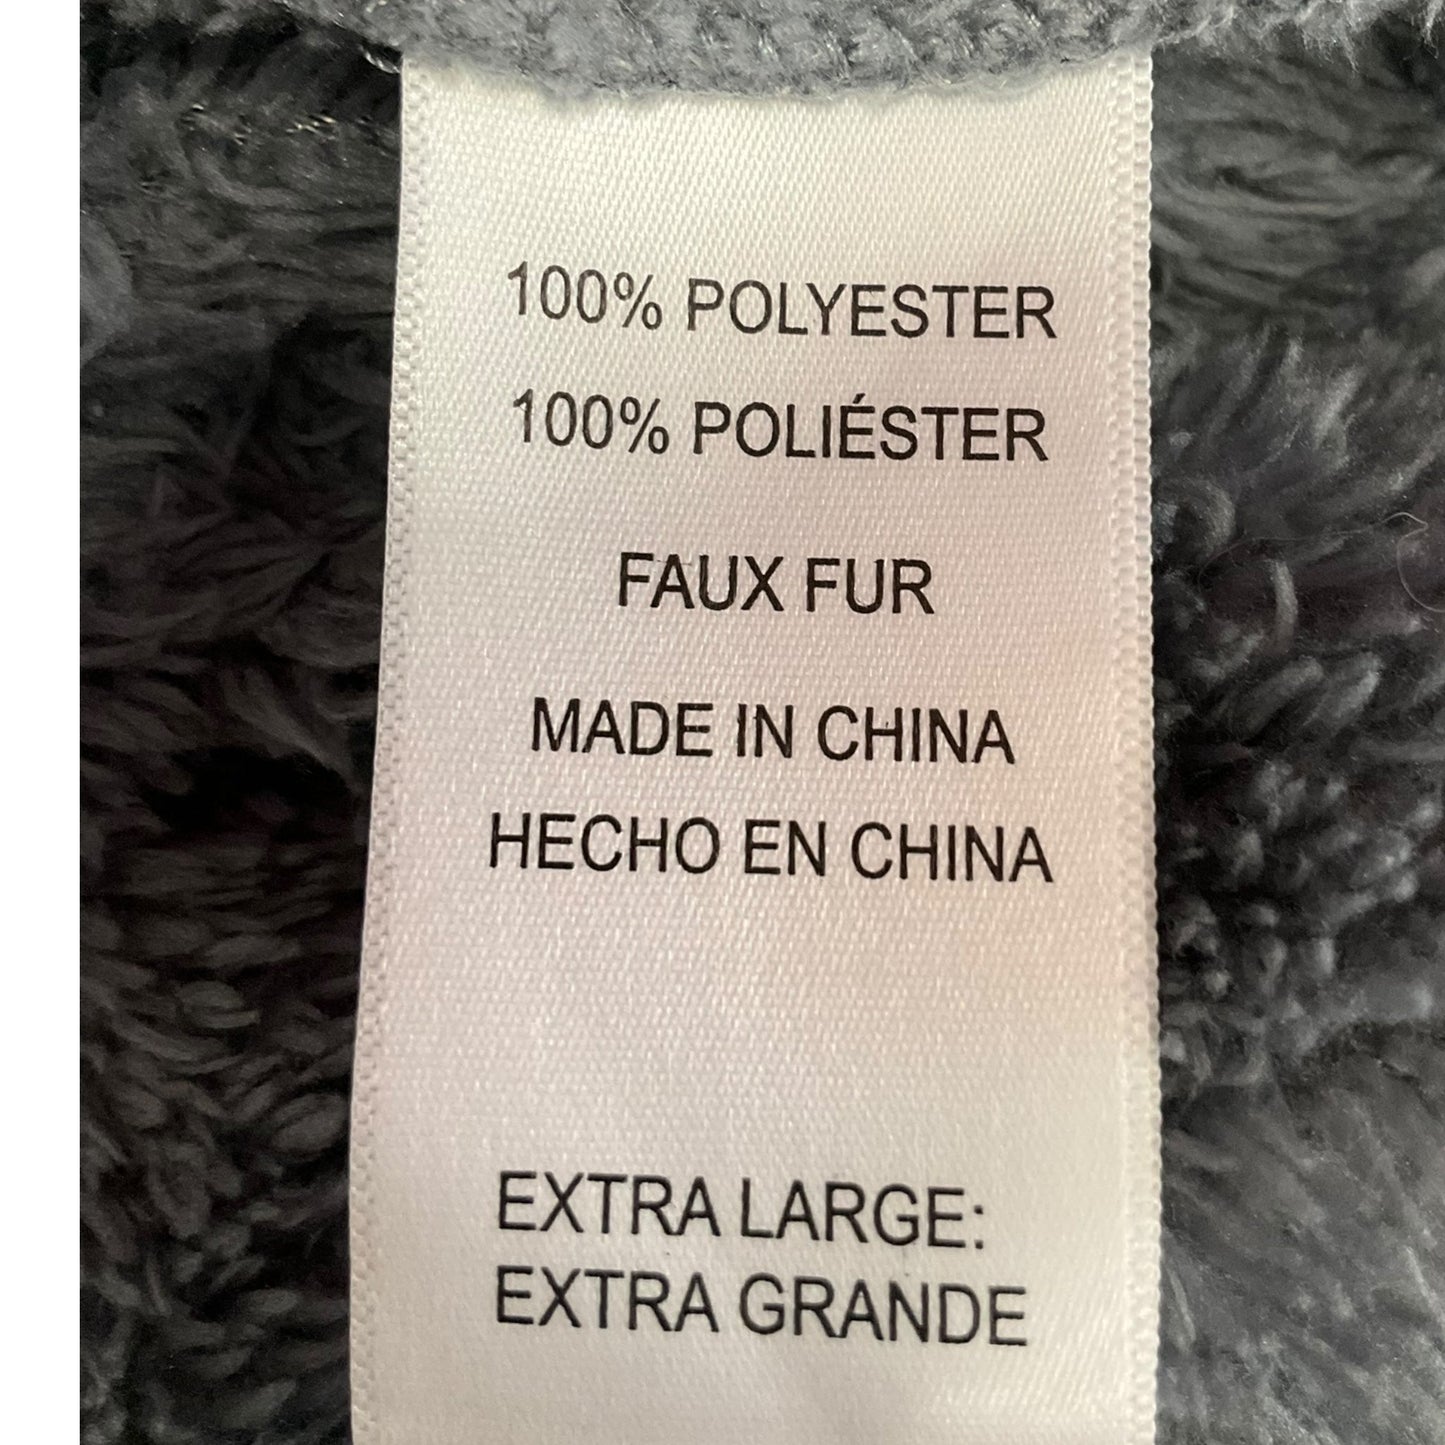 100% POLYESTER
100% POLIÉSTER
FAUX FUR
MADE IN CHINA
HECHO EN CHINA
EXTRA LARGE:
EXTRA GRANDE